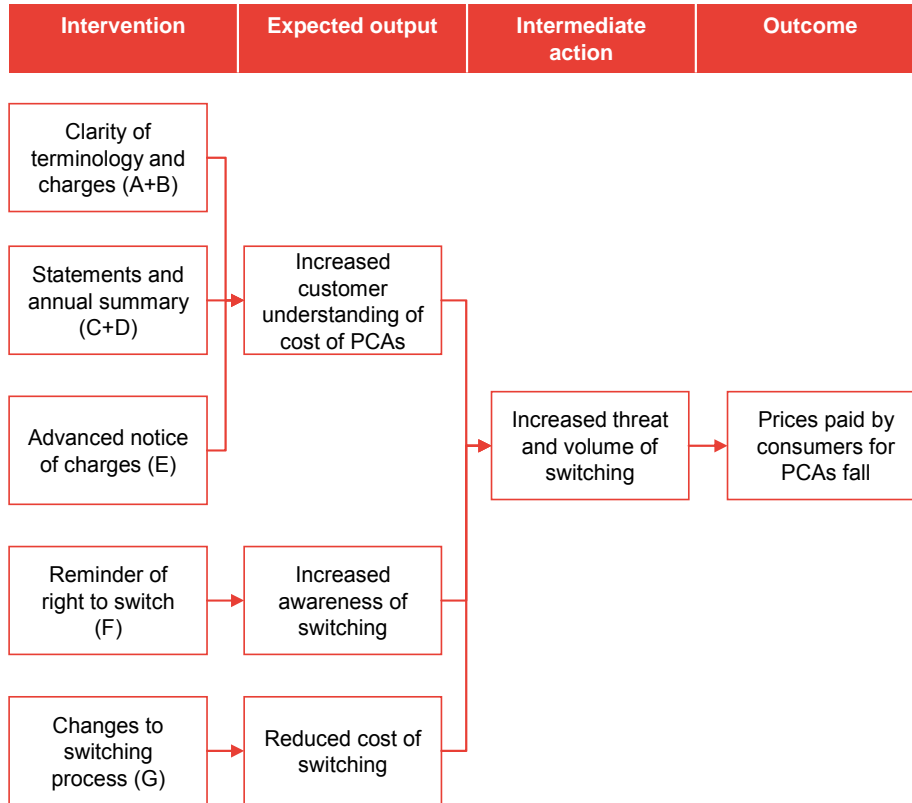 Intervention
Expected output
Intermediate
action
Outcome
Clarity of
terminology and
charges (A+B)
Statements and
annual summary
(C+D)
Increased
customer
understanding of
cost of PCAs
Advanced notice
of charges (E)
Increased threat
and volume of
switching
Prices paid by
consumers for
PCAs fall
Reminder of
right to switch
(F)
Increased
awareness of
switching
Changes to
switching
process (G)
Reduced cost of
switching